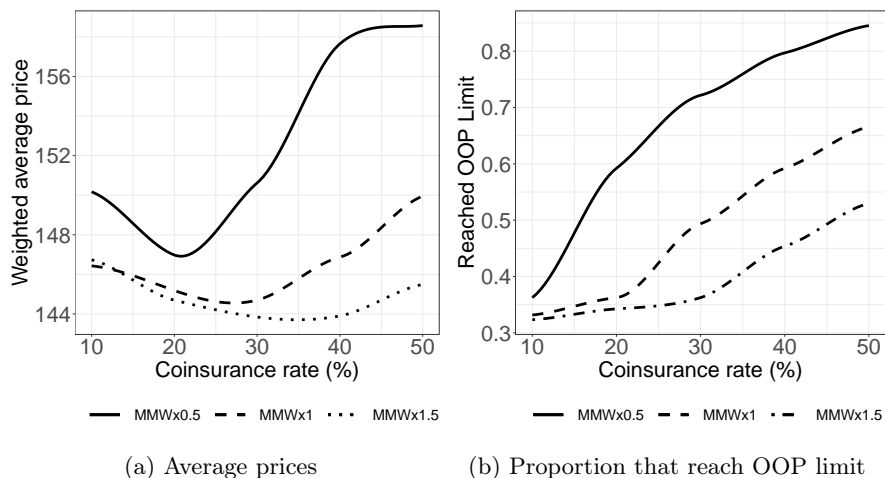 Weighted average price
156
152
148
144
10 20 30 40 50
Coinsurance rate (%)
MMWx0.5 MMWx1 MMWx1.5
(a) Average prices
Reached OOP Limit
0.8
0.7
0.6
0.5
0.4
0.3
10 20 30 40 50
Coinsurance rate (%)
MMWx0.5 MMWx1 MMWx1.5
(b) Proportion that reach OOP limit